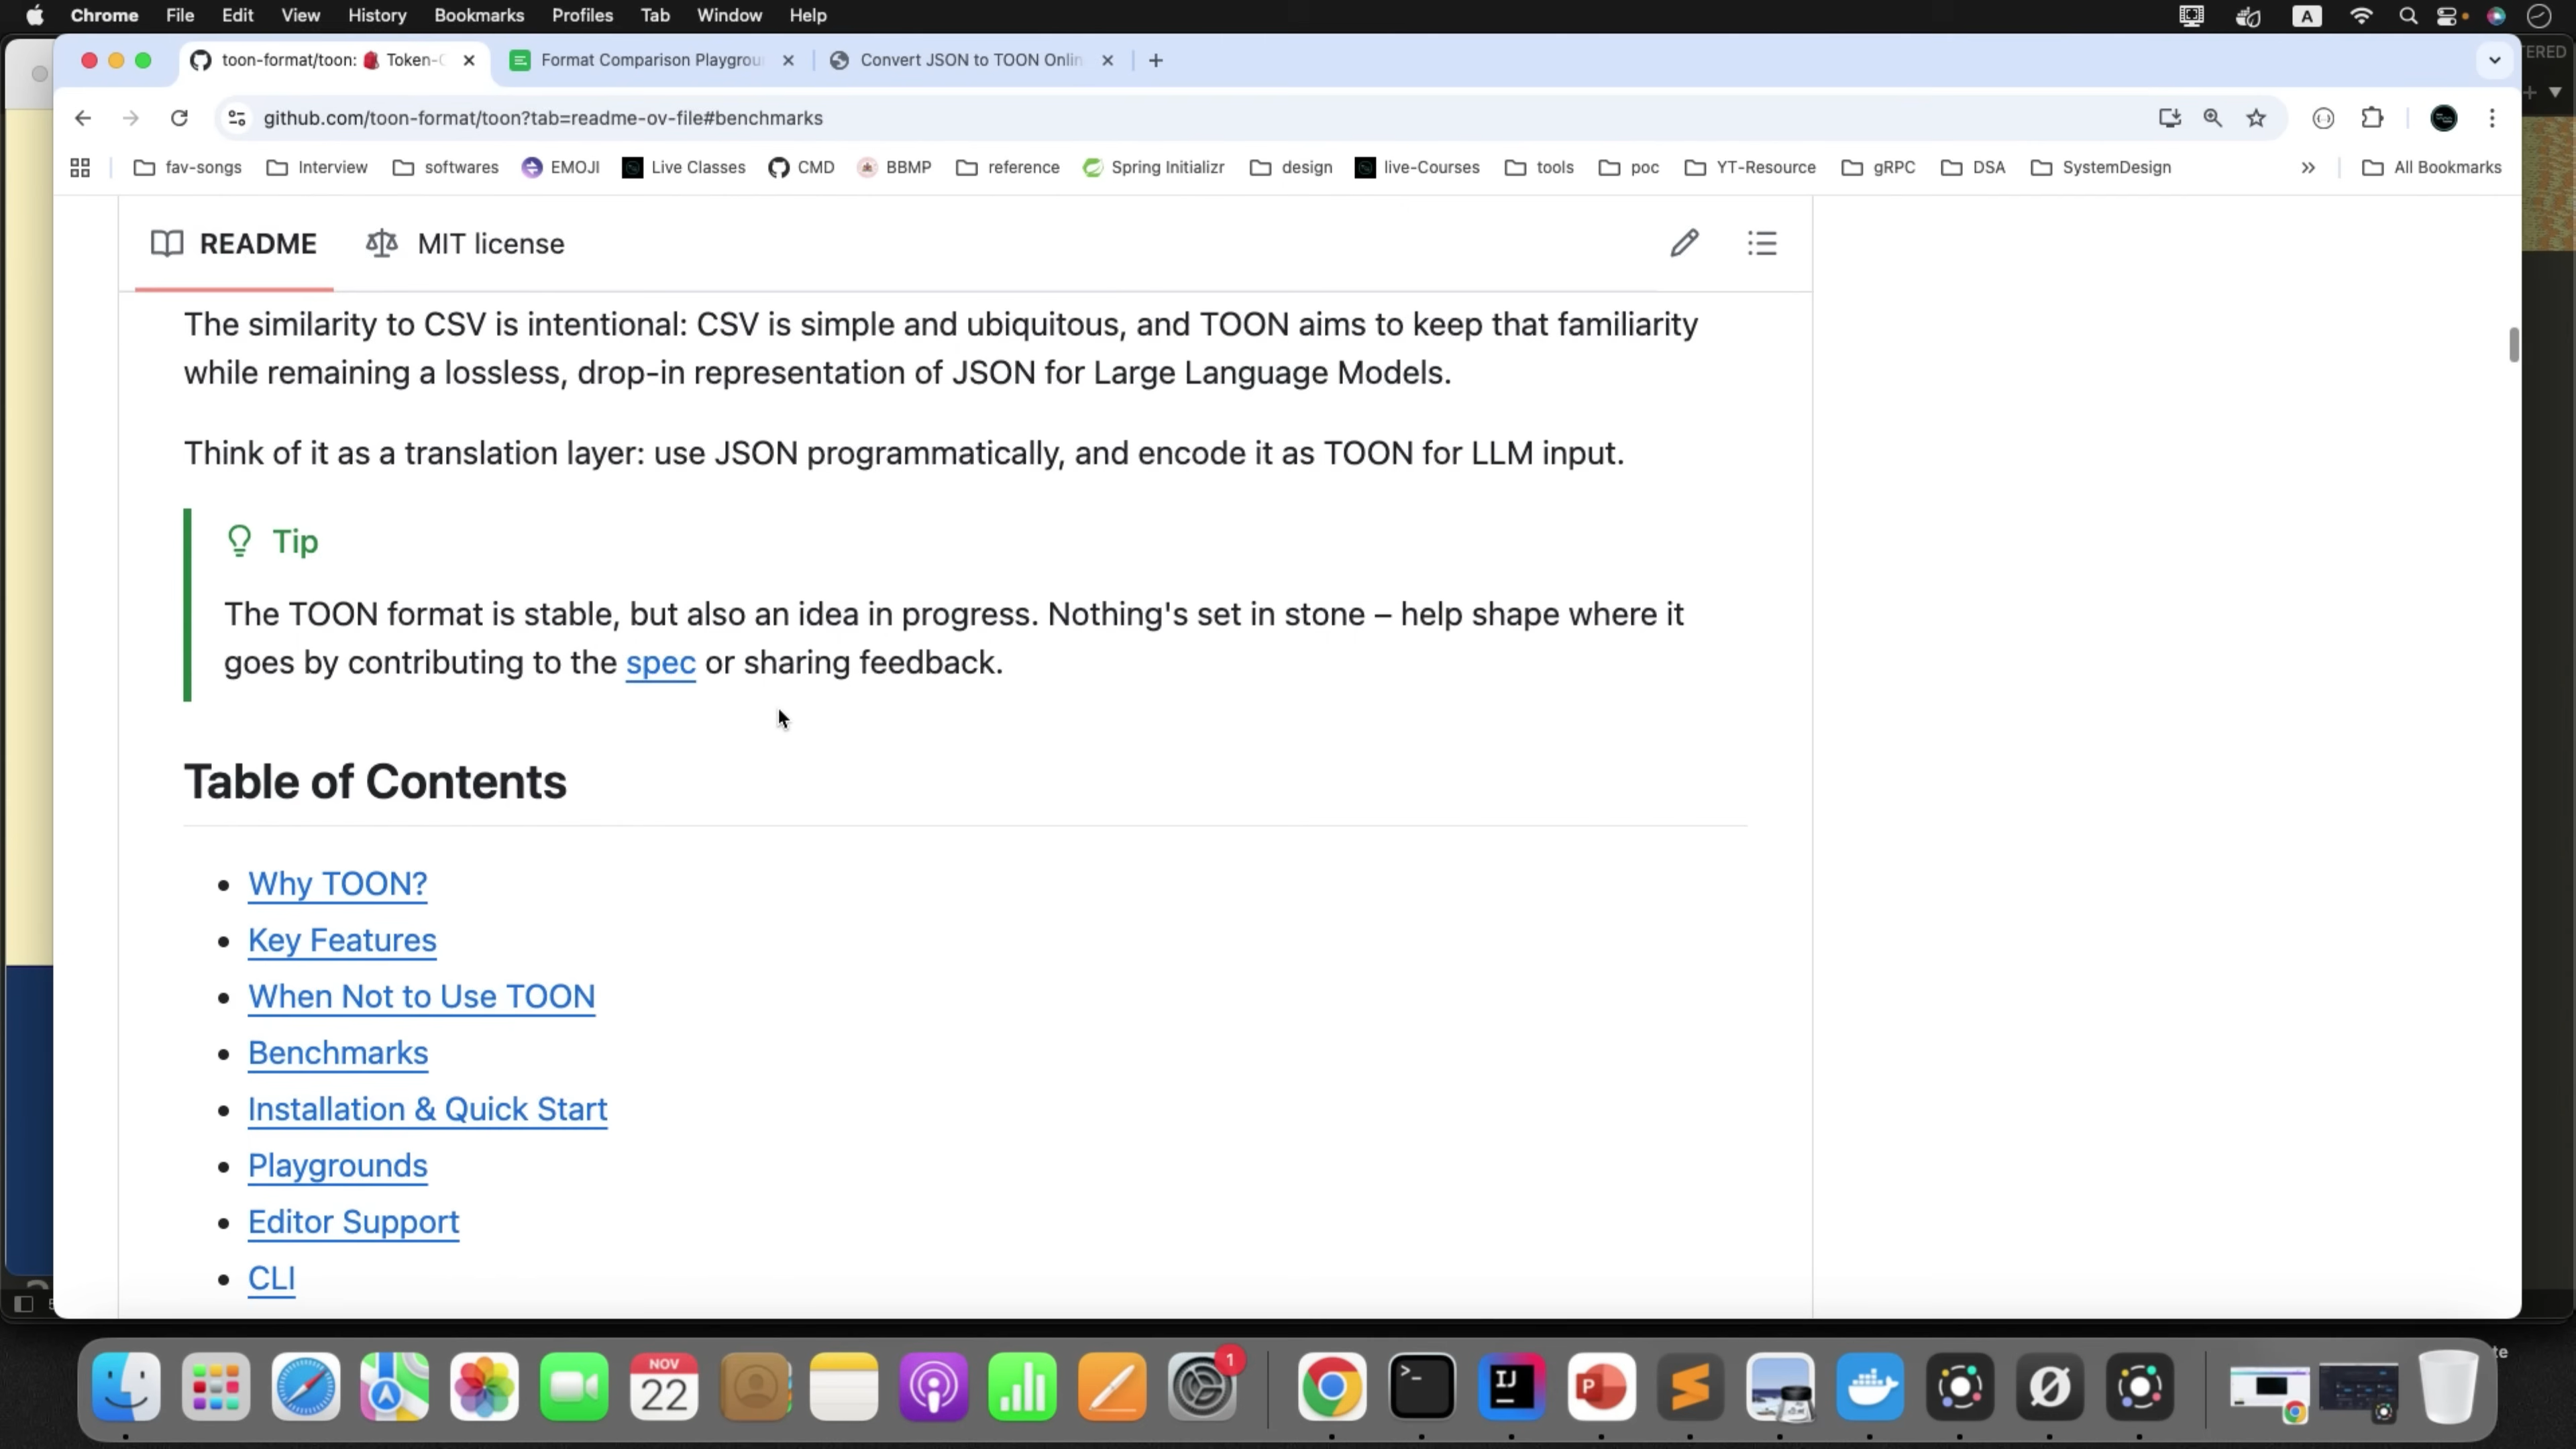 Chrome File Edit View History Bookmarks Profiles Tab Window Help A
toon-format/toon: Token- Format Comparison Playgrou Convert JSON to TOON Onlin
ERED
github.com/toon-format/toon?tab=readme-ov-file#benchmarks
fav-songs Interview softwares EMOJI Live Classes CMD BBMP reference Spring Initializr design live-Courses tools poc YT-Resource gRPC DSA SystemDesign » All Bookmarks
README MIT license
The similarity to CSV is intentional: CSV is simple and ubiquitous, and TOON aims to keep that familiarity
while remaining a lossless, drop-in representation of JSON for Large Language Models.
Think of it as a translation layer: use JSON programmatically, and encode it as TOON for LLM input.
Tip
The TOON format is stable, but also an idea in progress. Nothing's set in stone – help shape where it
goes by contributing to the spec or sharing feedback.
Table of Contents
• Why TOON?
• Key Features
• When Not to Use TOON
• Benchmarks
• Installation & Quick Start
• Playgrounds
• Editor Support
• CLI
te
NOV
22
1
IJ
P